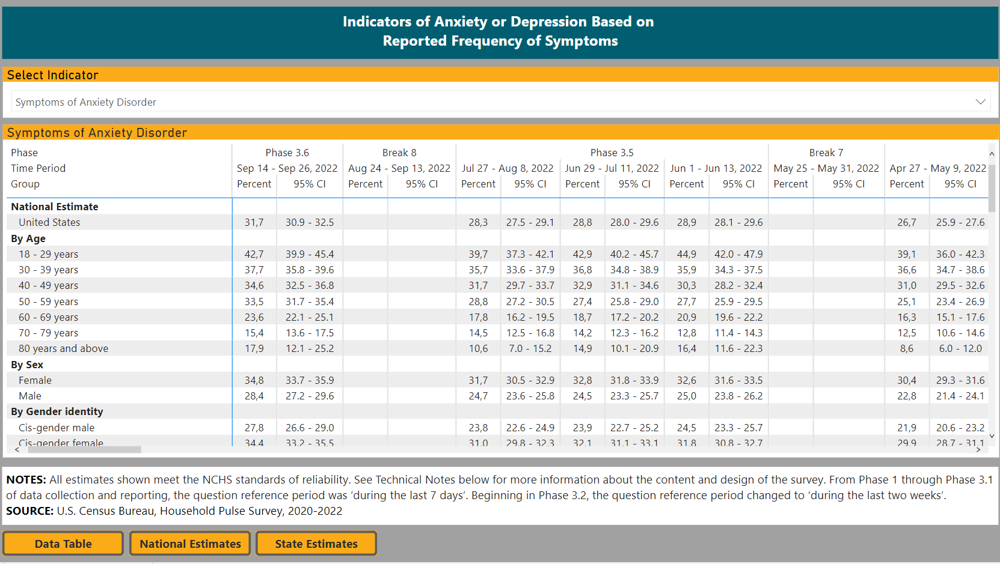 Indicators of Anxiety or Depression Based on
Reported Frequency of Symptoms
Select Indicator
Symptoms of Anxiety Disorder
Symptoms of Anxiety Disorder
Phase Phase 3.6 Break 8 Phase 3.5 Break 7
Time Period Sep 14 - Sep 26, 2022 Aug 24 - Sep 13, 2022 Jul 27 - Aug 8, 2022 Jun 29 - Jul 11, 2022 Jun 1 - Jun 13, 2022 May 25 - May 31, 2022 Apr 27 - May 9, 2022
Group Percent 95% CI Percent 95% CI Percent 95% CI Percent 95% CI Percent 95% CI Percent 95% CI Percent 95% CI
National Estimate
United States 31,7 30.9 - 32.5 28,3 27.5 - 29.1 28,8 28.0 - 29.6 28,9 28.1 - 29.6 26,7 25.9 - 27.6
By Age
18 - 29 years 42,7 39.9 - 45.4 39,7 37.3 - 42.1 42,9 40.2 - 45.7 44,9 42.0 - 47.9 39,1 36.0 - 42.3
30 - 39 years 37,7 35.8 - 39.6 35,7 33.6 - 37.9 36,8 34.8 - 38.9 35,9 34.3 - 37.5 36,6 34.7 - 38.6
40 - 49 years 34,6 32.5 - 36.8 31,7 29.7 - 33.7 32,9 31.1 - 34.6 30,3 28.2 - 32.4 31,0 29.5 - 32.6
50 - 59 years 33,5 31.7 - 35.4 28,8 27.2 - 30.5 27,4 25.8 - 29.0 27,7 25.9 - 29.5 25,1 23.4 - 26.9
60 - 69 years 23,6 22.1 - 25.1 17,8 16.2 - 19.5 18,7 17.2 - 20.2 20,9 19.6 - 22.2 16,3 15.1 - 17.6
70 - 79 years 15,4 13.6 - 17.5 14,5 12.5 - 16.8 14,2 12.3 - 16.2 12,8 11.4 - 14.3 12,5 10.6 - 14.6
80 years and above 17,9 12.1 - 25.2 10,6 7.0 - 15.2 14,9 10.1 - 20.9 16,4 11.6 - 22.3 8,6 6.0 - 12.0
By Sex
Female 34,8 33.7 - 35.9 31,7 30.5 - 32.9 32,8 31.8 - 33.9 32,6 31.6 - 33.5 30,4 29.3 - 31.6
Male 28,4 27.2 - 29.6 24,7 23.6 - 25.8 24,5 23.3 - 25.7 25,0 23.8 - 26.2 22,8 21.4 - 24.1
By Gender identity
Cis-gender male 27,8 26.6 - 29.0 23,8 22.6 - 24.9 23,9 22.7 - 25.2 24,5 23.3 - 25.7 21,9 20.6 - 23.2
Cis-gender female 34,4 33.2 - 35.5 31,0 29.8 - 32.3 32,1 31.1 - 33.1 31,8 30.8 - 32.7 29,9 28.7 - 31.1
NOTES: All estimates shown meet the NCHS standards of reliability. See Technical Notes below for more information about the content and design of the survey. From Phase 1 through Phase 3.1
of data collection and reporting, the question reference period was ‘during the last 7 days’. Beginning in Phase 3.2, the question reference period changed to ‘during the last two weeks’.
SOURCE: U.S. Census Bureau, Household Pulse Survey, 2020-2022
Data Table National Estimates State Estimates